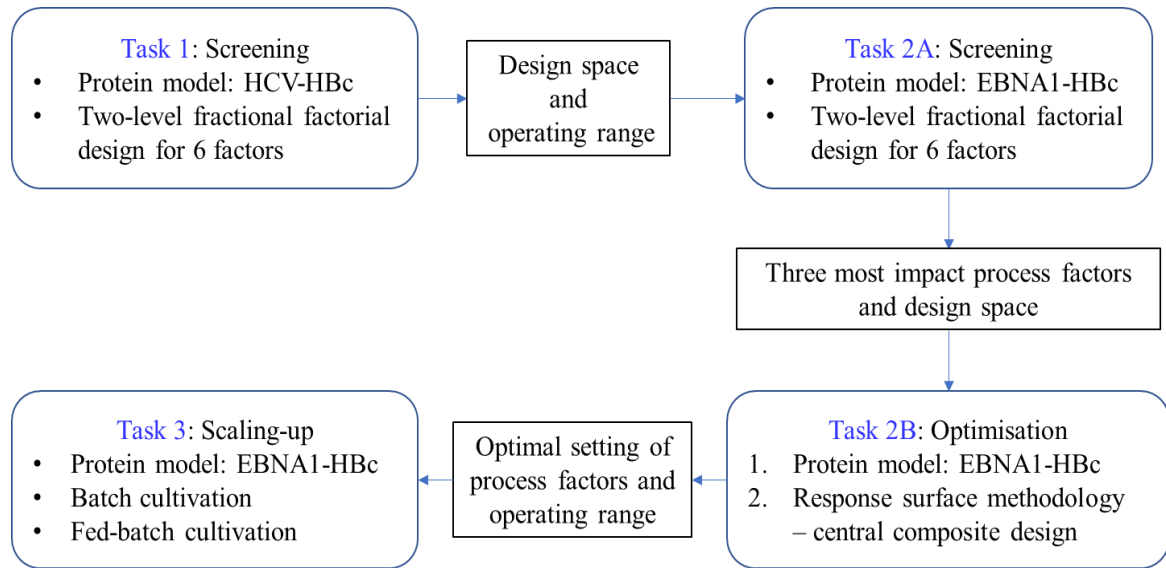 Task 1: Screening
• Protein model: HCV-HBc
• Two-level fractional factorial
design for 6 factors
Design space
and
operating range
Task 2A: Screening
• Protein model: EBNA1-HBc
• Two-level fractional factorial
design for 6 factors
Three most impact process factors
and design space
Task 2B: Optimisation
1. Protein model: EBNA1-HBc
2. Response surface methodology
– central composite design
Optimal setting of
process factors and
operating range
Task 3: Scaling-up
• Protein model: EBNA1-HBc
• Batch cultivation
• Fed-batch cultivation